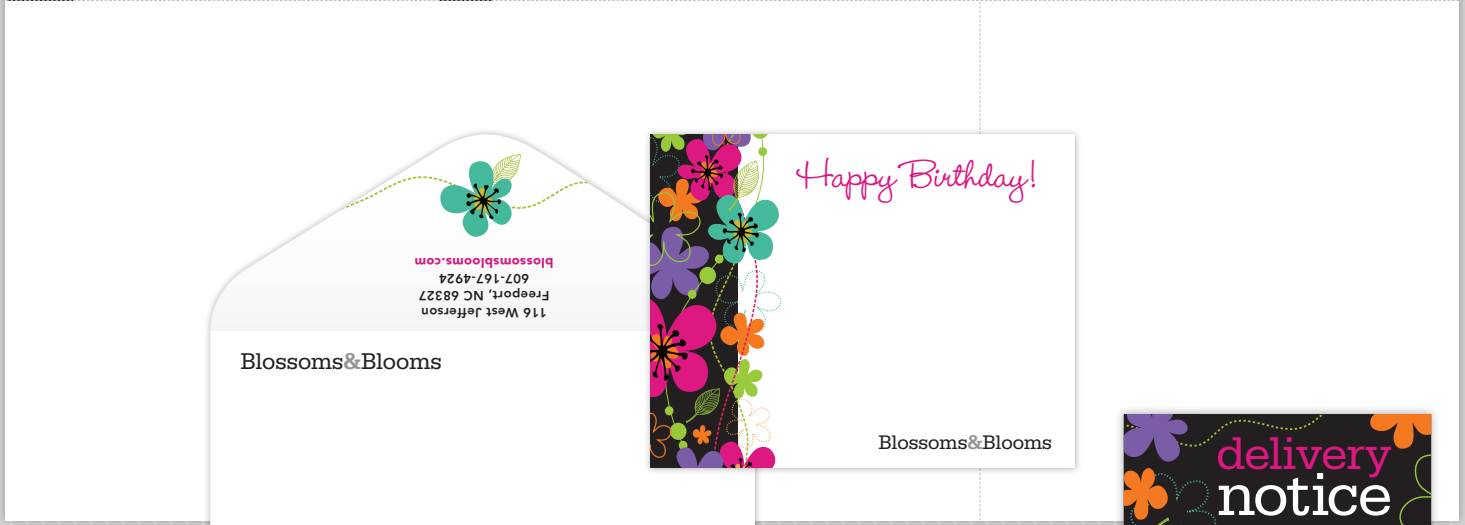 blossomsblooms.com
607-167-4924
Freeport, NC 68327
116 West Jefferson
Blossoms&Blooms
Happy Birthday!
Blossoms&Blooms
delivery
notice